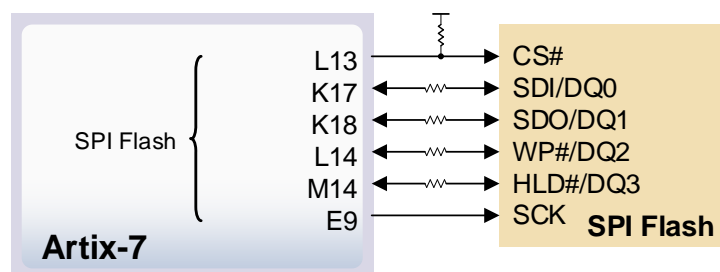 L13 CS#
K17 SDI/DQ0
K18 SDO/DQ1
SPI Flash L14 WP#/DQ2
M14 HLD#/DQ3
E9 SCK
Artix-7 SPI Flash